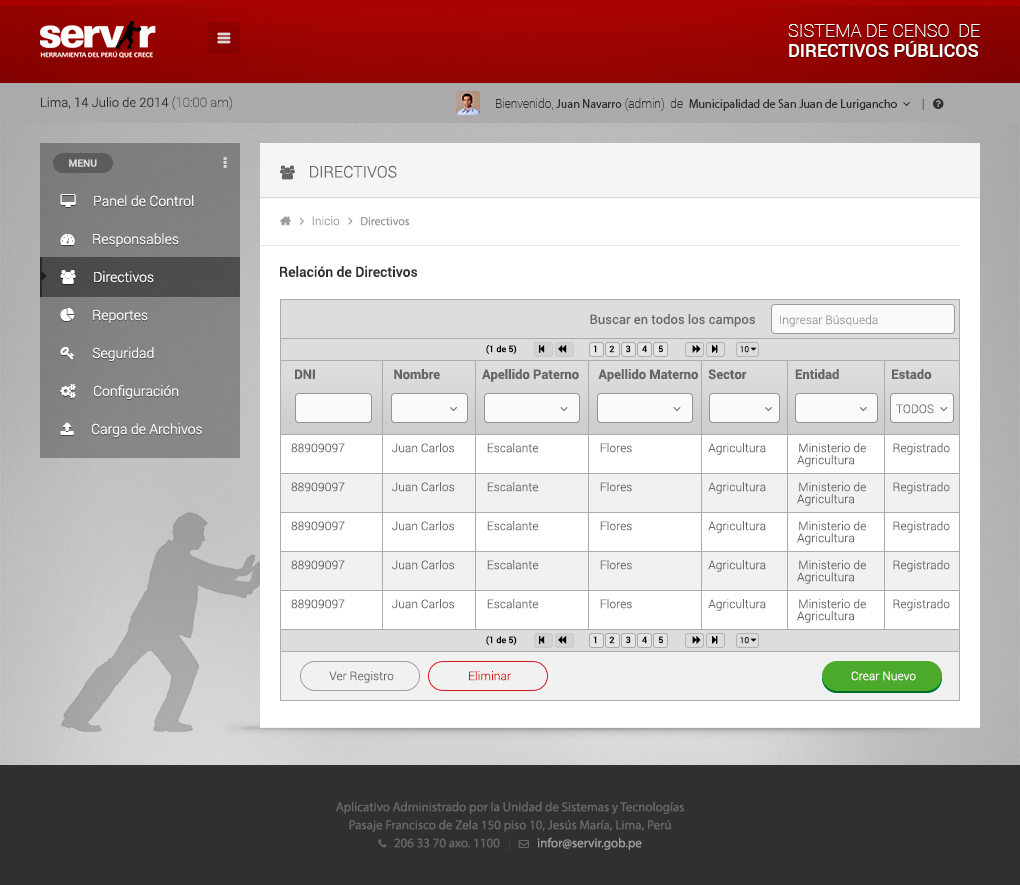 servir
HERRAMIENTA DEL PERÚ QUE CRECE
SISTEMA DE CENSO DE
DIRECTIVOS PÚBLICOS
Lima, 14 Julio de 2014 (10:00 am)
Bienvenido, Juan Navarro (admin) de Municipalidad de San Juan de Lurigancho |
MENU
Panel de Control
Responsables
Directivos
Reportes
Seguridad
Configuración
Carga de Archivos
DIRECTIVOS
Inicio > Directivos
Relación de Directivos
Buscar en todos los campos Ingresar Búsqueda
(1 de 5) 1 2 3 4 5 10
DNI Nombre Apellido Paterno Apellido Materno Sector Entidad Estado
TODOS
88909097 Juan Carlos Escalante Flores Agricultura Ministerio de Agricultura Registrado
88909097 Juan Carlos Escalante Flores Agricultura Ministerio de Agricultura Registrado
88909097 Juan Carlos Escalante Flores Agricultura Ministerio de Agricultura Registrado
88909097 Juan Carlos Escalante Flores Agricultura Ministerio de Agricultura Registrado
88909097 Juan Carlos Escalante Flores Agricultura Ministerio de Agricultura Registrado
(1 de 5) 1 2 3 4 5 10
Ver Registro Eliminar Crear Nuevo
Aplicativo Administrado por la Unidad de Sistemas y Tecnologías
Pasaje Francisco de Zela 150 piso 10, Jesús María, Lima, Perú
206 33 70 axo. 1100 | infor@servir.gob.pe